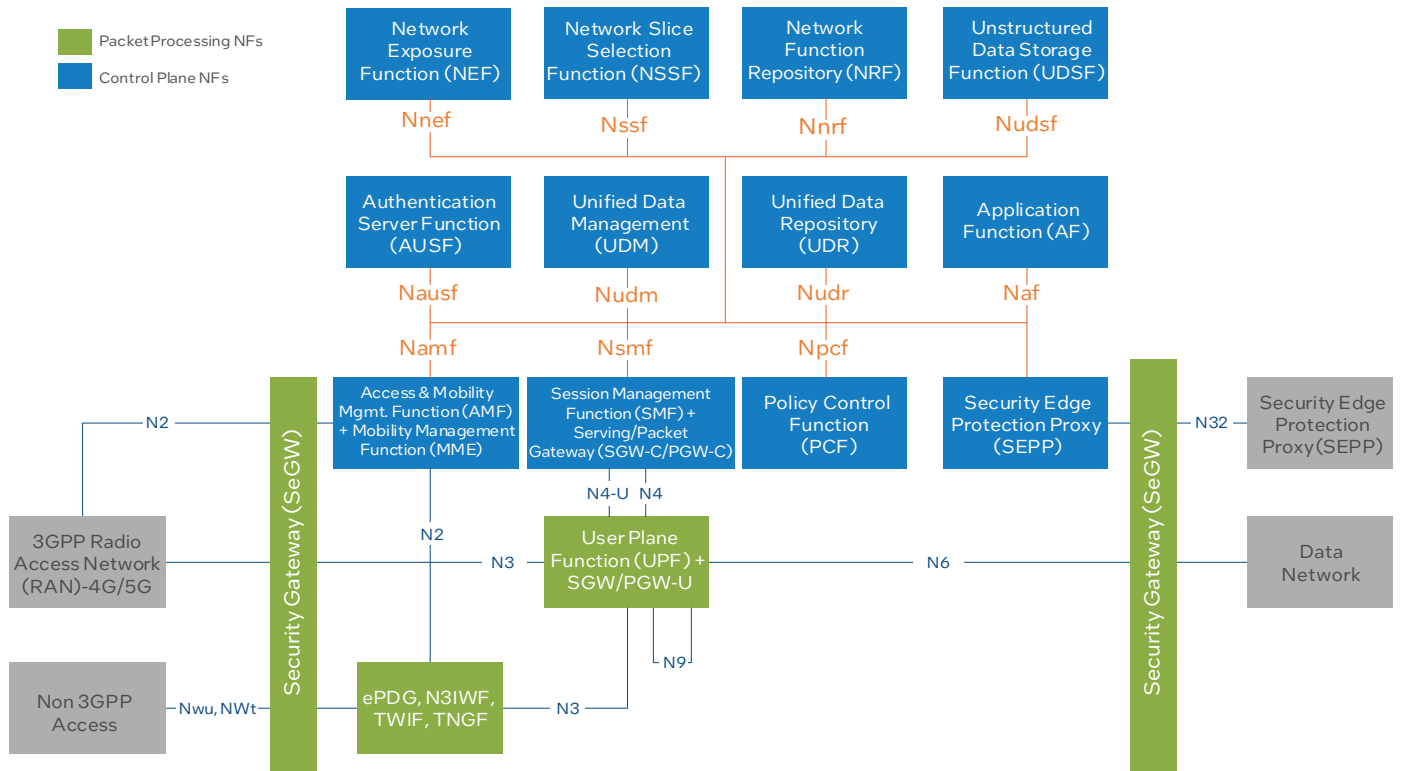 Packet Processing NFs
Control Plane NFs
Network
Exposure
Function (NEF)
Network Slice
Selection
Function (NSSF)
Network
Function
Repository (NRF)
Unstructured
Data Storage
Function (UDSF)
Nnef
Nssf
Nnrf
Nudsf
Authentication
Server Function
(AUSF)
Unified Data
Management
(UDM)
Unified Data
Repository
(UDR)
Application
Function (AF)
Nausf
Nudm
Nudr
Naf
Namf
Nsmf
Npcf
Security Gateway (SeGW)
Access & Mobility
Mgmt. Function (AMF)
+ Mobility Management
Function (MME)
Session Management
Function (SMF) +
Serving/Packet
Gateway (SGW-C/PGW-C)
Policy Control
Function
(PCF)
Security Edge
Protection Proxy
(SEPP)
Security Gateway (SeGW)
Security Edge
Protection
Proxy (SEPP)
N2
N32
N4-U
N4
N2
3GPP Radio
Access Network
(RAN)-4G/5G
N3
User Plane
Function (UPF) +
SGW/PGW-U
N6
Data
Network
N9
Non 3GPP
Access
Nwu, NWt
ePDG, N3IWF,
TWIF, TNGF
N3